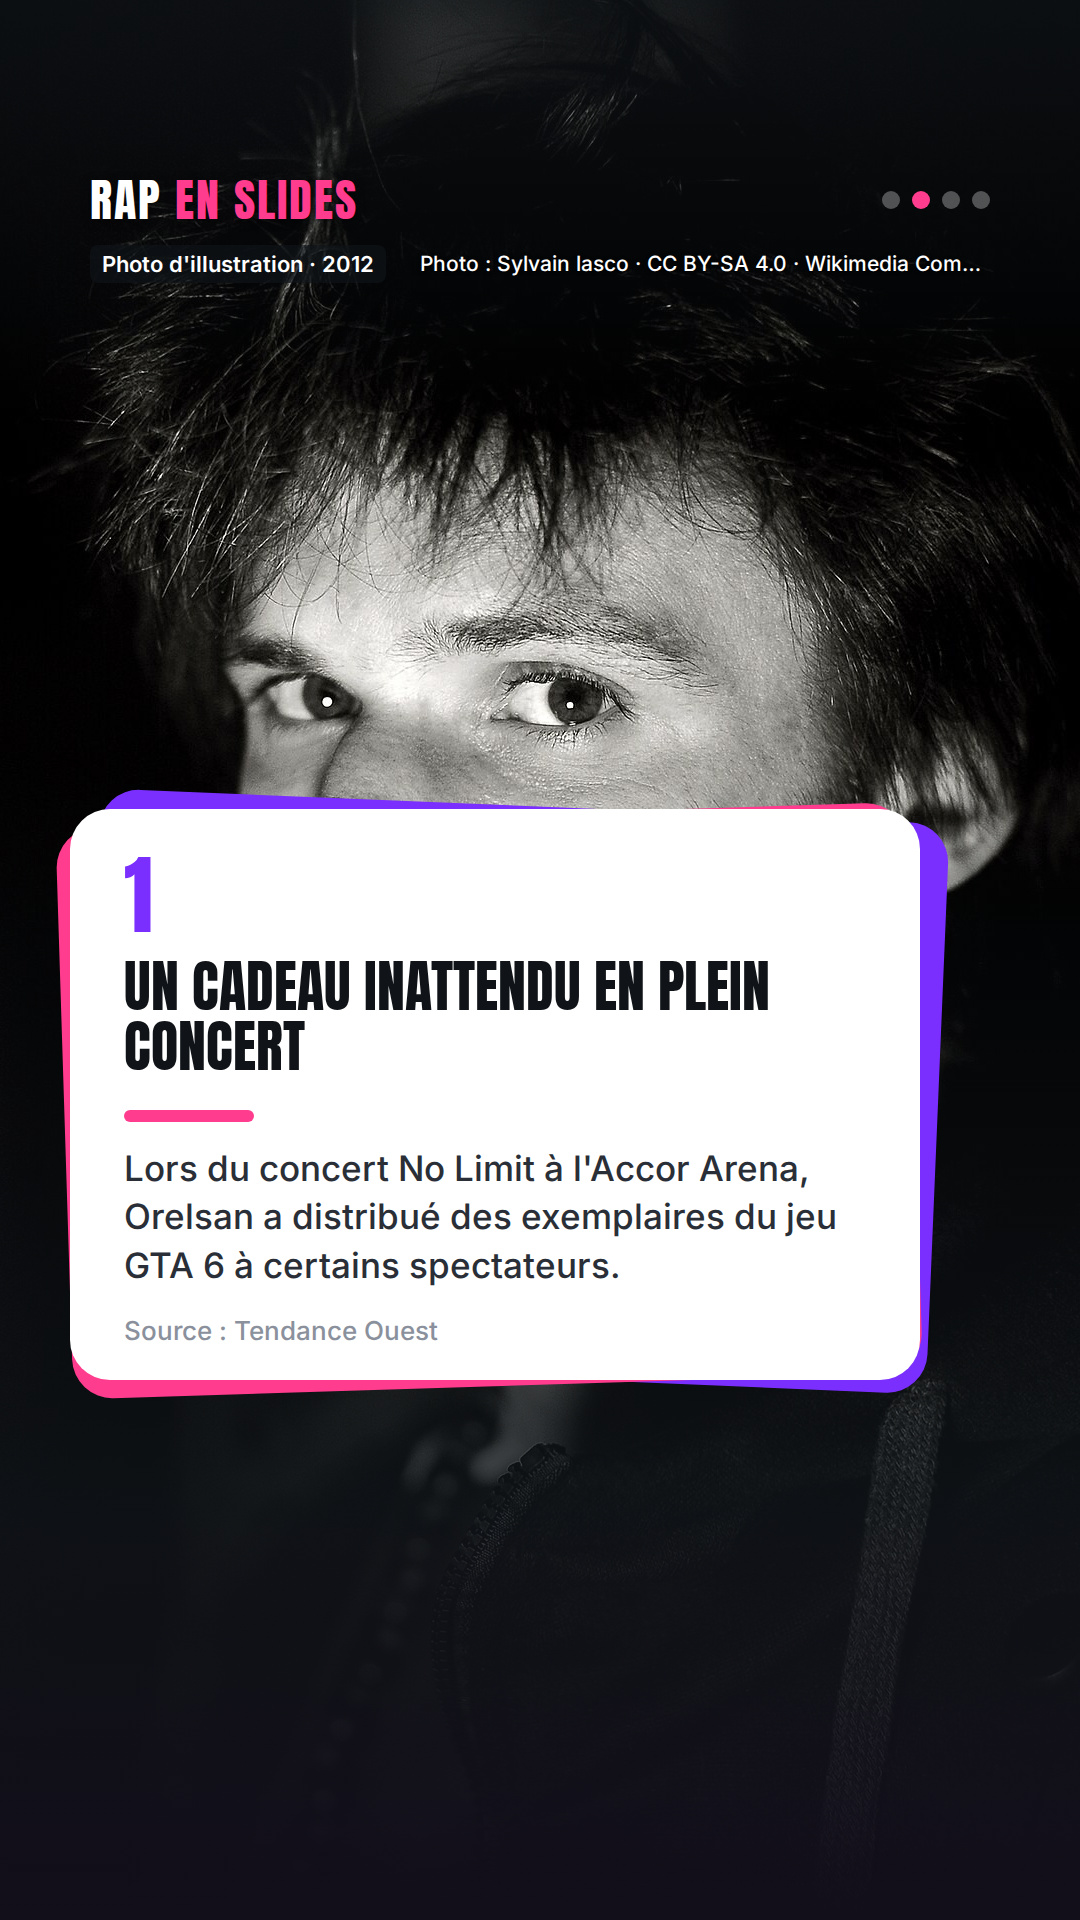 RAP EN SLIDES
Photo d'illustration · 2012
Photo : Sylvain lasco · CC BY-SA 4.0 · Wikimedia Com...
1
UN CADEAU INATTENDU EN PLEIN
CONCERT
Lors du concert No Limit à l'Accor Arena,
Orelsan a distribué des exemplaires du jeu
GTA 6 à certains spectateurs.
Source : Tendance Ouest